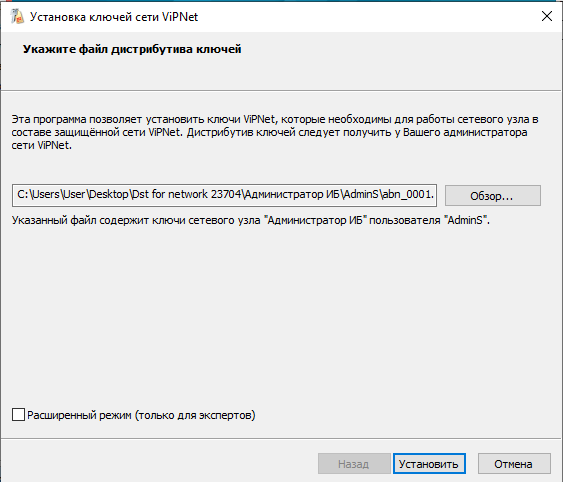 Установка ключей сети ViPNet
Укажите файл дистрибутива ключей
Эта программа позволяет установить ключи ViPNet, которые необходимы для работы сетевого узла в
составе защищённой сети ViPNet. Дистрибутив ключей следует получить у Вашего администратора
сети ViPNet.
C:\Users\User\Desktop\Dst for network 23704\Администратор ИБ\AdminS\abn_0001.
Обзор...
Указанный файл содержит ключи сетевого узла "Администратор ИБ" пользователя "AdminS".
Расширенный режим (только для экспертов)
Назад
Установить
Отмена